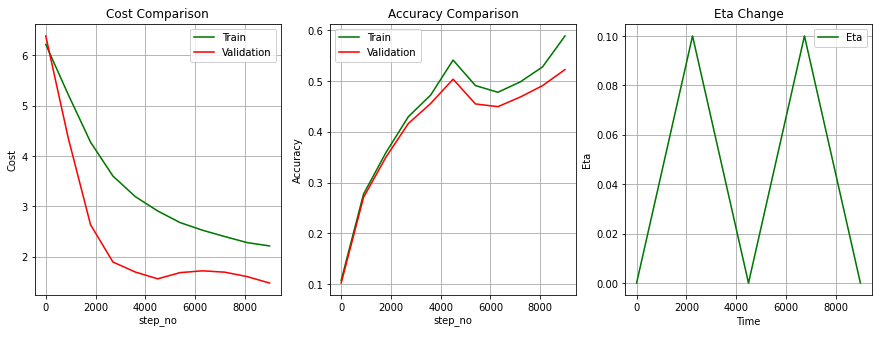 Cost Comparison
Train
Validation
6
5
4
3
2
Cost
0 2000 4000 6000 8000
step_no
Accuracy Comparison
Train
Validation
0.6
0.5
0.4
0.3
0.2
0.1
Accuracy
0 2000 4000 6000 8000
step_no
Eta Change
Eta
0.10
0.08
0.06
0.04
0.02
0.00
Eta
0 2000 4000 6000 8000
Time